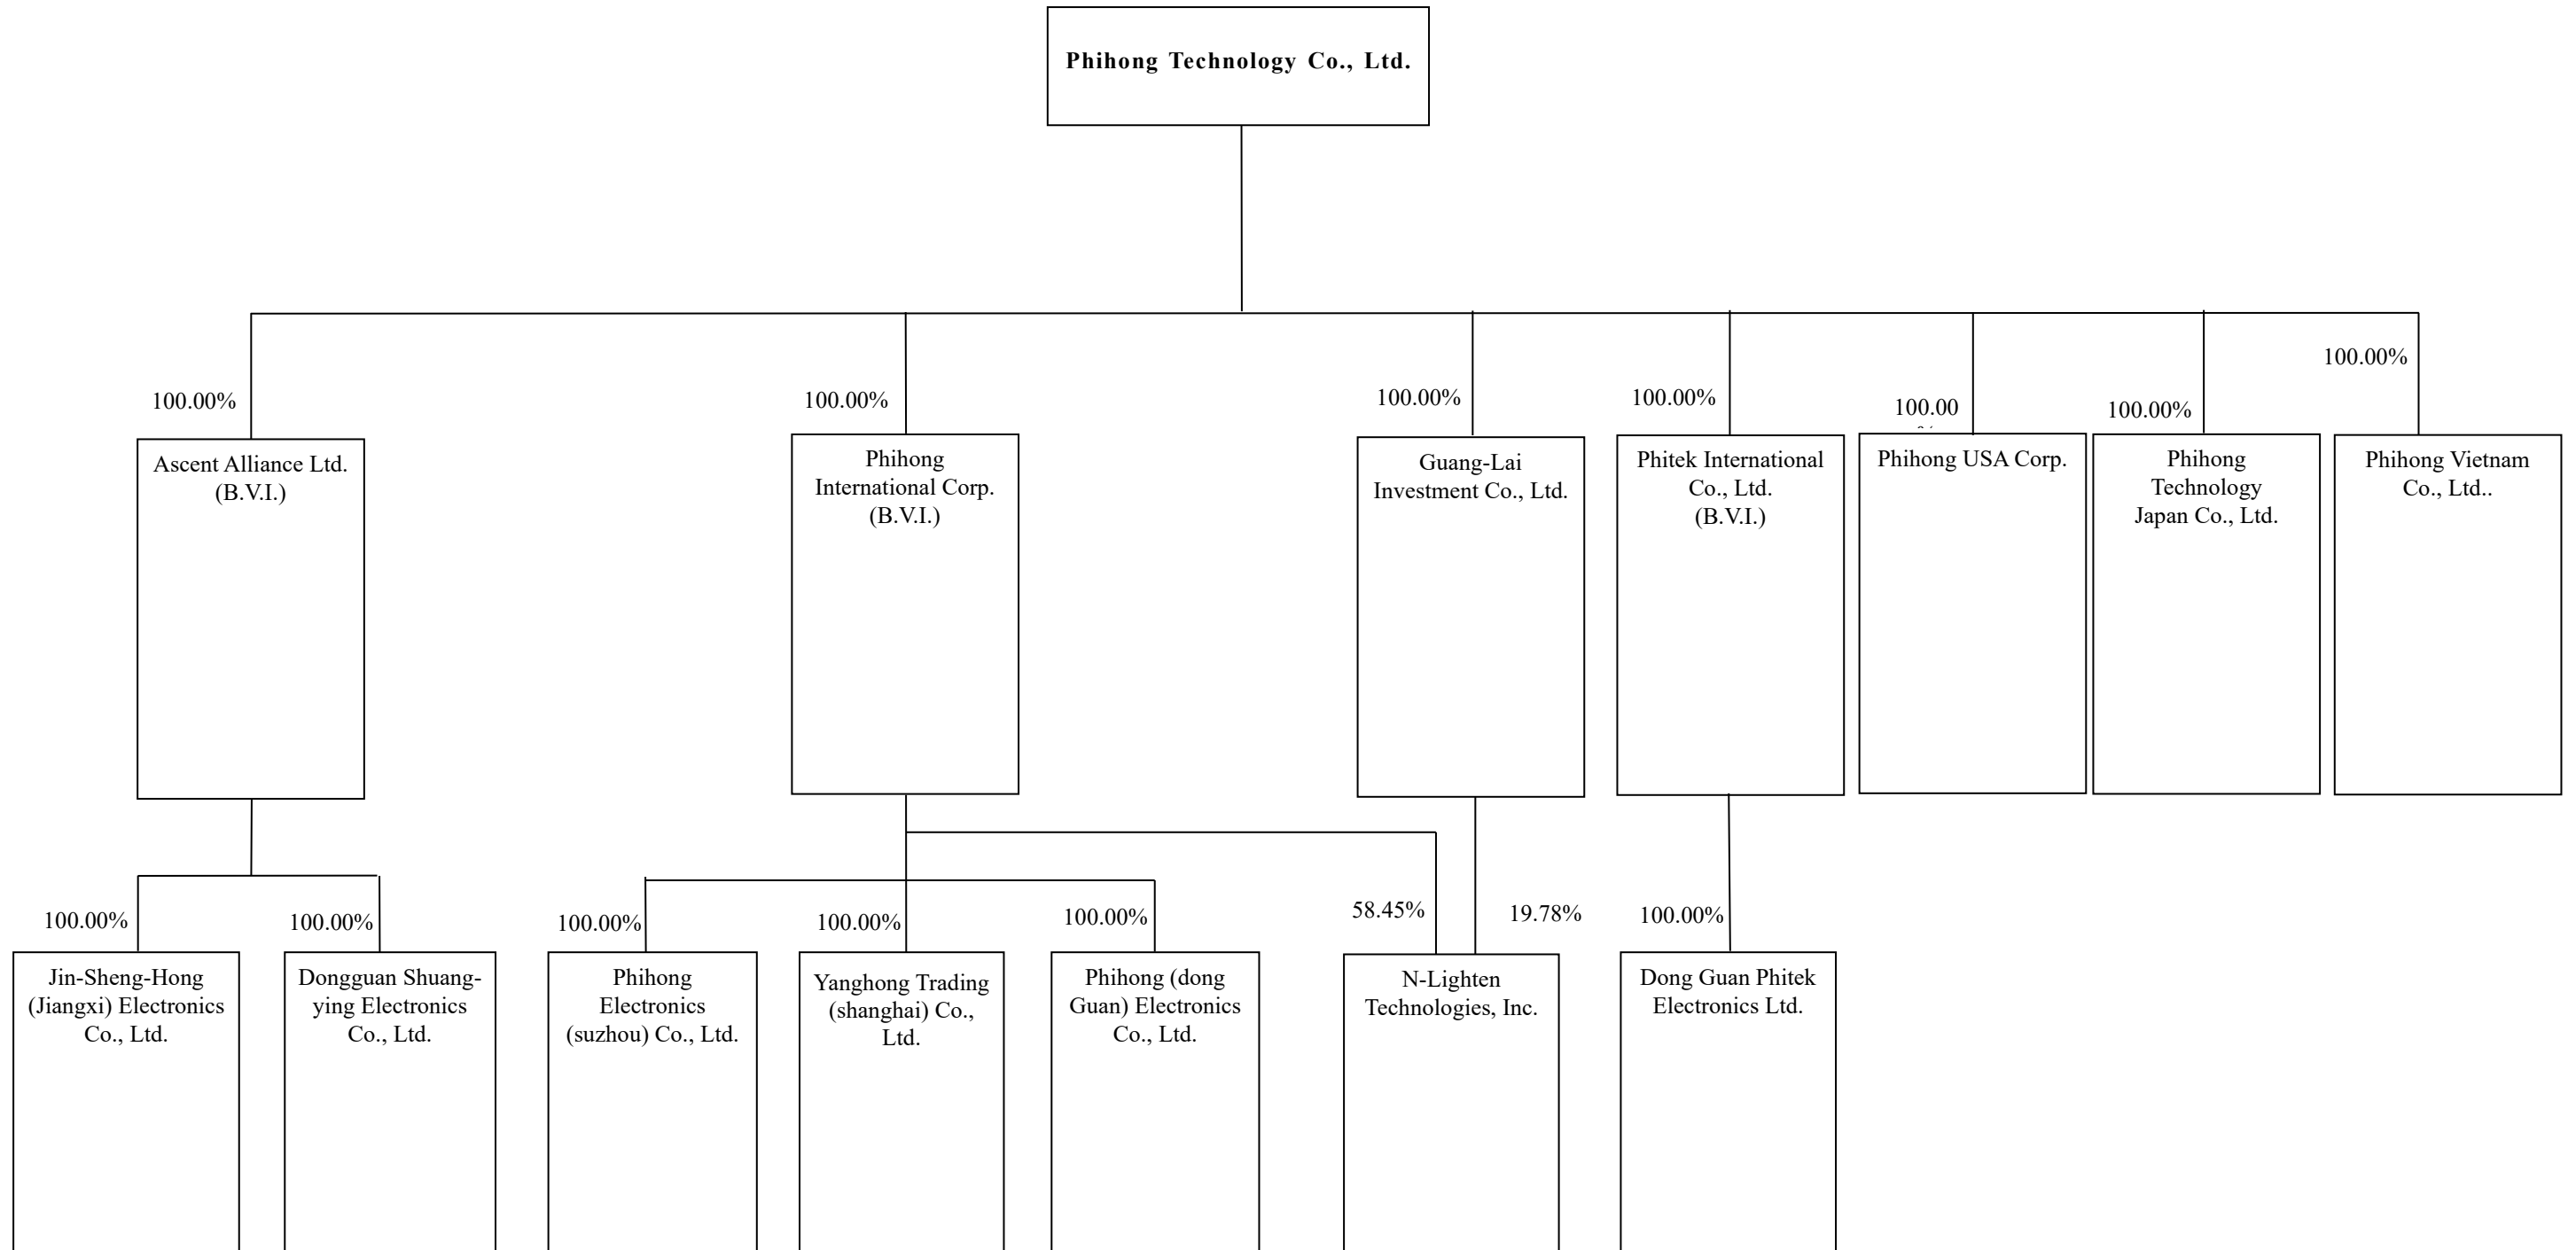 Phihong Technology Co., Ltd.
100.00%
100.00%
100.00%
100.00%
100.00
100.00%
100.00%
Ascent Alliance Ltd.
(B.V.I.)
Phihong
International Corp.
(B.V.I.)
Guang-Lai
Investment Co., Ltd.
Phitek International
Co., Ltd.
(B.V.I.)
Phihong USA Corp.
Phihong
Technology
Japan Co., Ltd.
Phihong Vietnam
Co., Ltd..
100.00%
100.00%
100.00%
100.00%
100.00%
58.45%
19.78%
100.00%
Jin-Sheng-Hong
(Jiangxi) Electronics
Co., Ltd.
Dongguan Shuang-
ying Electronics
Co., Ltd.
Phihong
Electronics
(suzhou) Co., Ltd.
Yanghong Trading
(shanghai) Co.,
Ltd.
Phihong (dong
Guan) Electronics
Co., Ltd.
N-Lighten
Technologies, Inc.
Dong Guan Phitek
Electronics Ltd.